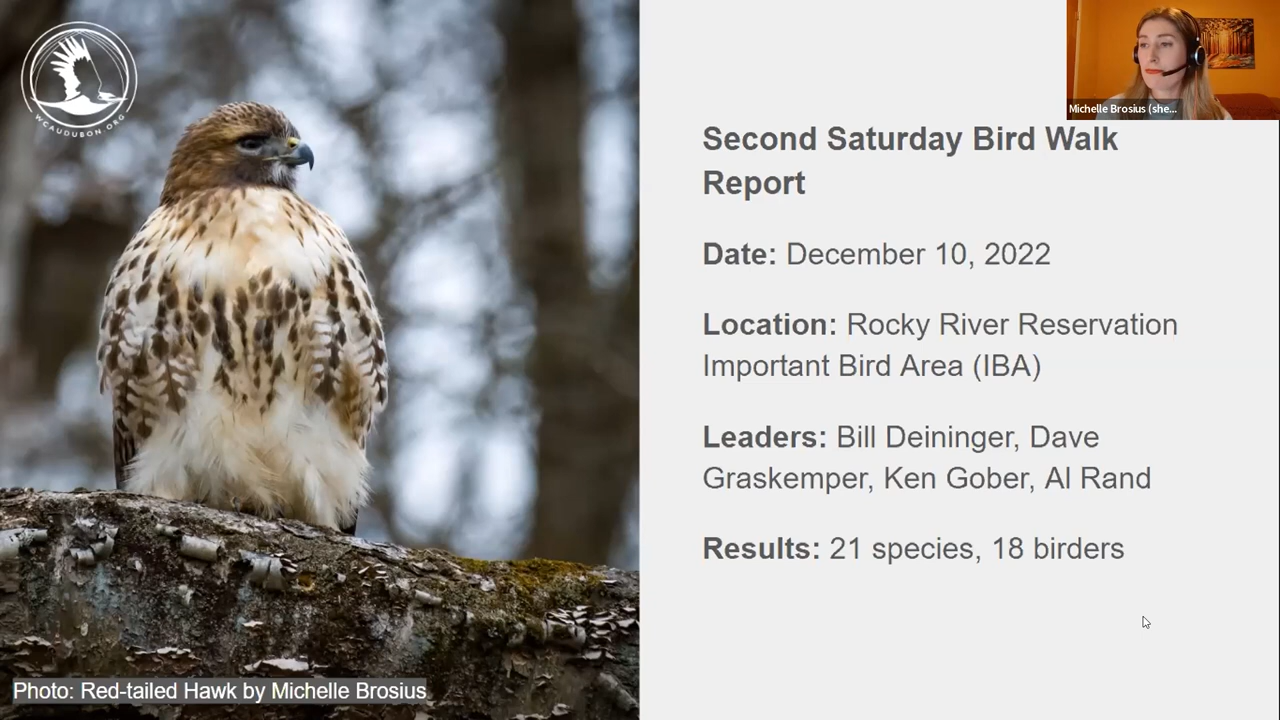 WCAUDUBON.ORG
Michelle Brosius (she...
Second Saturday Bird Walk
Report
Date: December 10, 2022
Location: Rocky River Reservation
Important Bird Area (IBA)
Leaders: Bill Deininger, Dave
Graskemper, Ken Gober, Al Rand
Results: 21 species, 18 birders
Photo: Red-tailed Hawk by Michelle Brosius